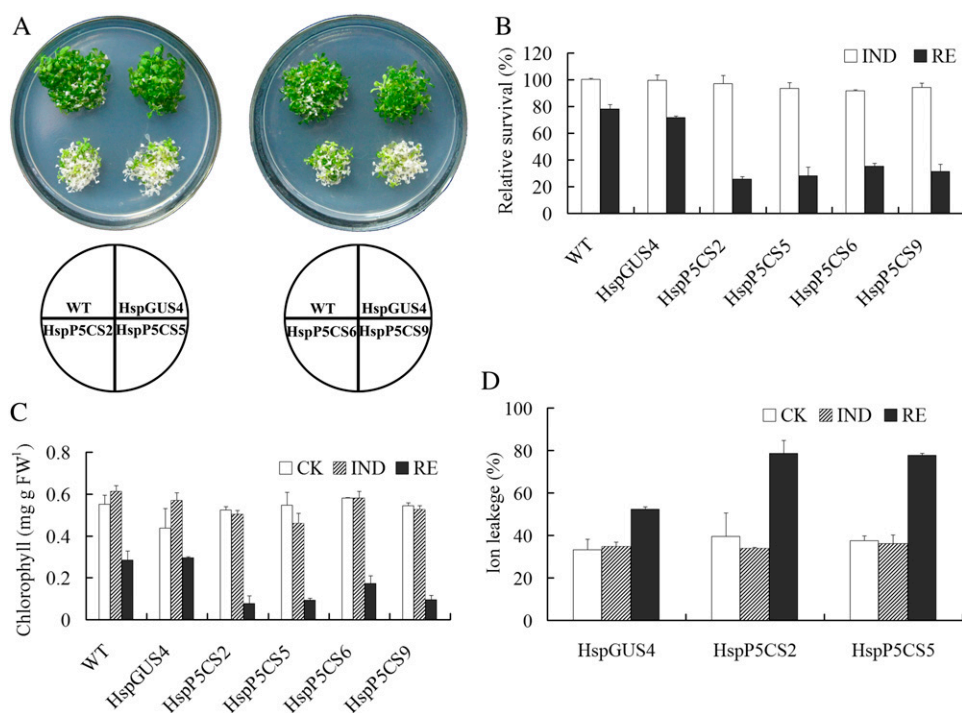 A
WT HspGUS4
HspP5CS2 HspP5CS5
WT HspGUS4
HspP5CS6 HspP5CS9
B
IND RE
Relative survival (%)
120
100
80
60
40
20
0
WT HspGUS4 HspP5CS2 HspP5CS5 HspP5CS6 HspP5CS9
C
CK IND RE
Chlorophyll (mg g FW¹)
0.8
0.6
0.4
0.2
0
WT HspGUS4 HspP5CS2 HspP5CS5 HspP5CS6 HspP5CS9
D
CK IND RE
Ion leakege (%)
100
80
60
40
20
0
HspGUS4 HspP5CS2 HspP5CS5